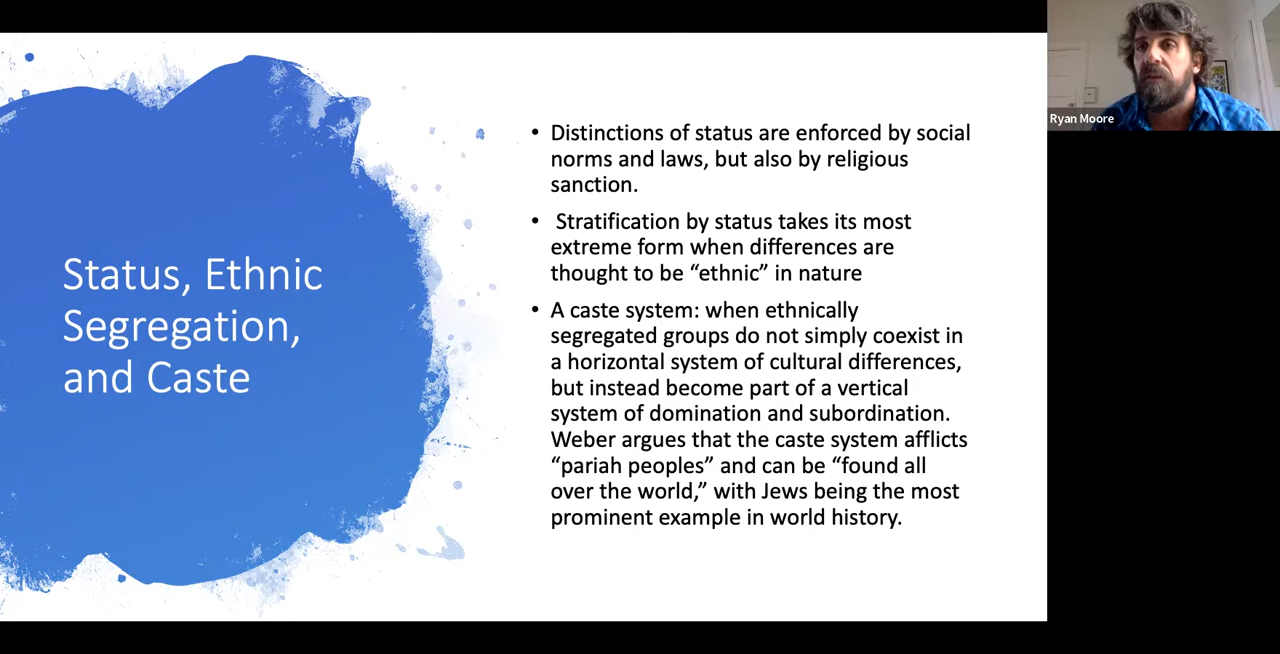 Status, Ethnic
Segregation,
and Caste
• Distinctions of status are enforced by social
norms and laws, but also by religious
sanction.
• Stratification by status takes its most
extreme form when differences are
thought to be “ethnic” in nature
• A caste system: when ethnically
segregated groups do not simply coexist in
a horizontal system of cultural differences,
but instead become part of a vertical
system of domination and subordination.
Weber argues that the caste system afflicts
“pariah peoples” and can be “found all
over the world,” with Jews being the most
prominent example in world history.
Ryan Moore